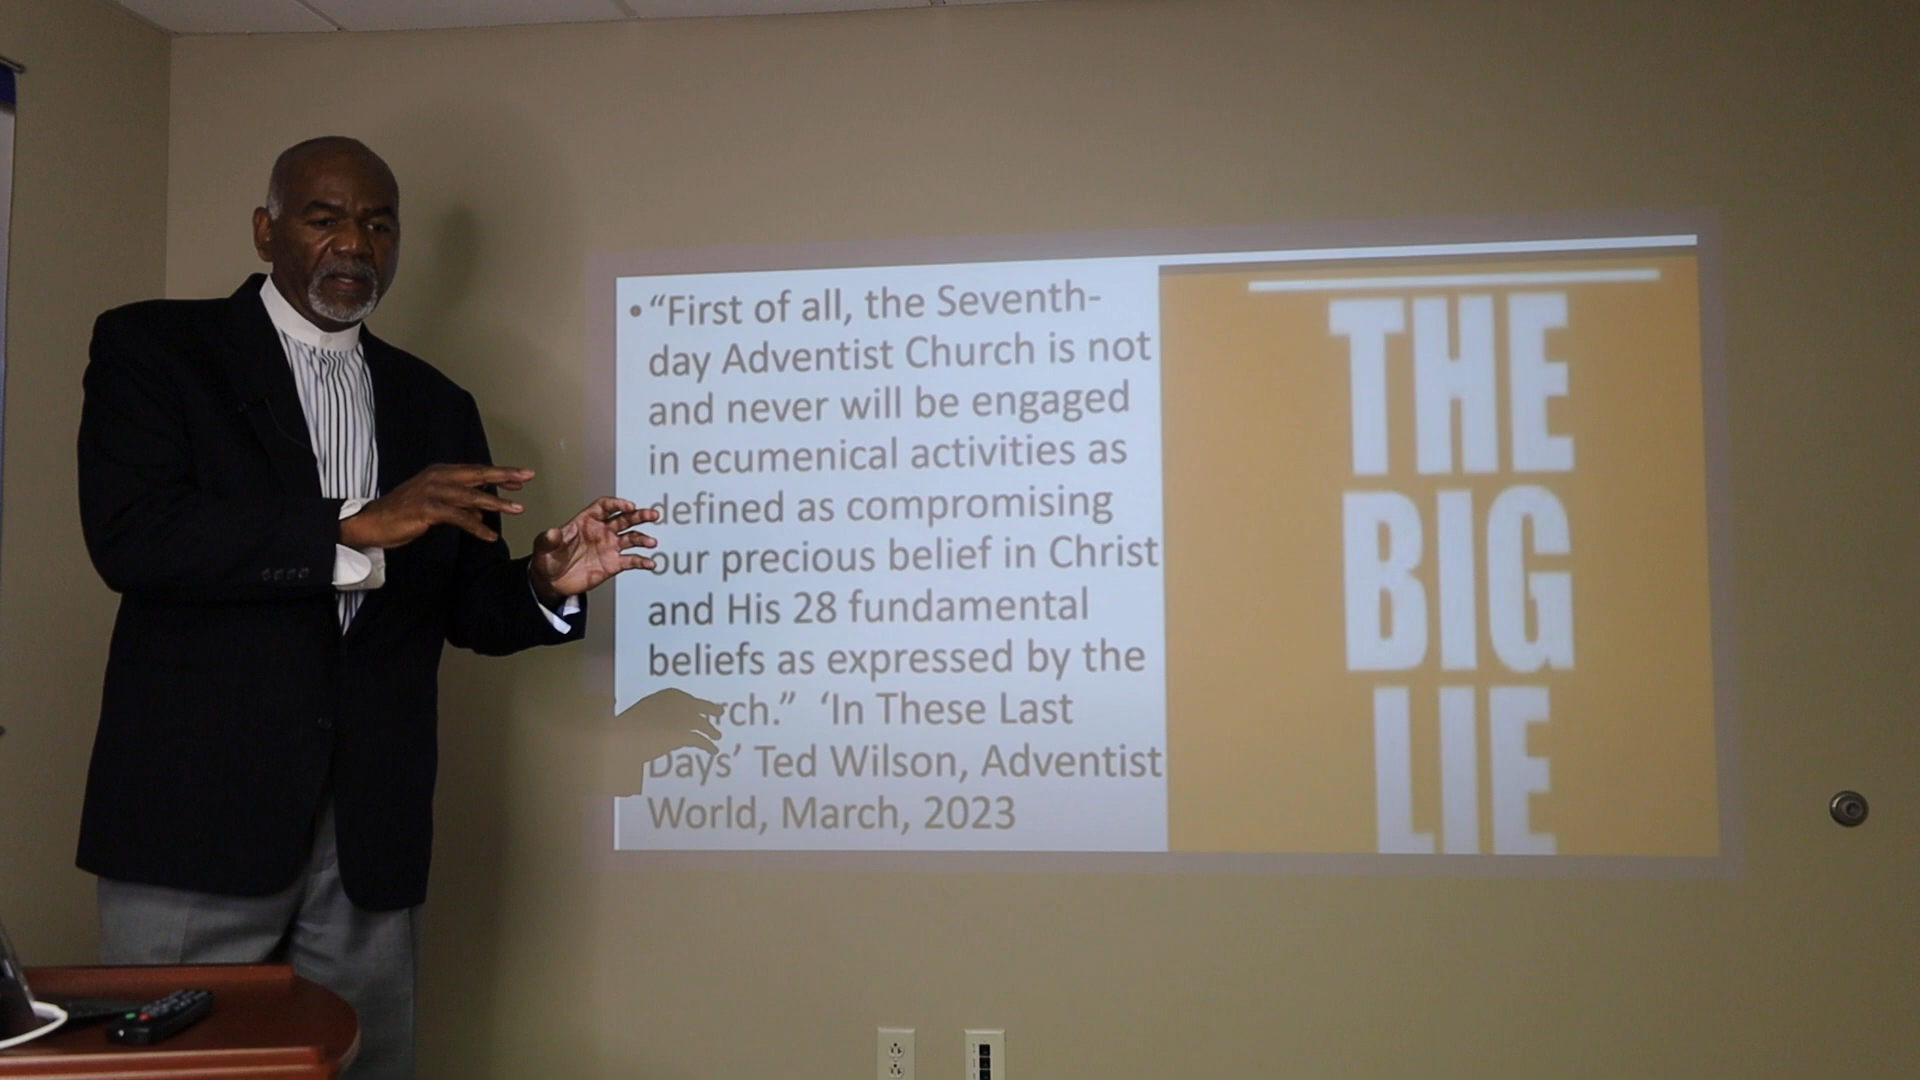 • “First of all, the Seventh-
day Adventist Church is not
and never will be engaged
in ecumenical activities as
defined as compromising
our precious belief in Christ
and His 28 fundamental
beliefs as expressed by the
rch.” ‘In These Last
Days’ Ted Wilson, Adventist
World, March, 2023
THE
BIG
LIE